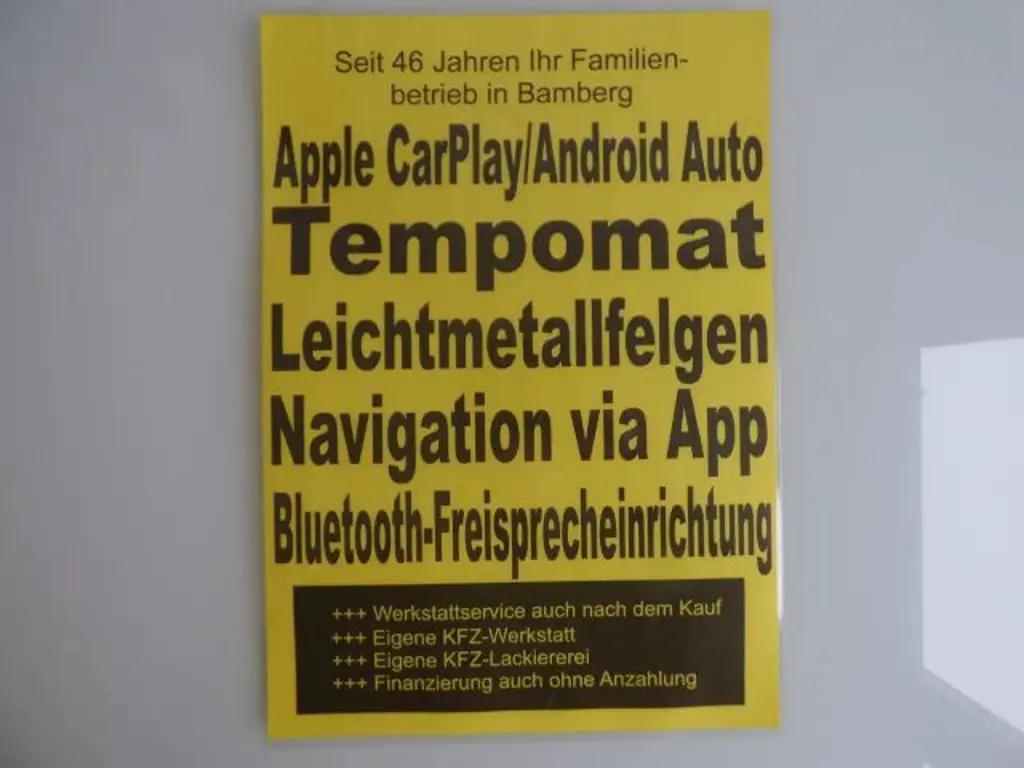 Seit 46 Jahren Ihr Familien-
betrieb in Bamberg
Apple CarPlay/Android Auto
Tempomat
Leichtmetallfelgen
Navigation via App
Bluetooth-Freisprecheinrichtung
+++ Werkstattservice auch nach dem Kauf
+++ Eigene KFZ-Werkstatt
+++ Eigene KFZ-Lackiererei
+++ Finanzierung auch ohne Anzahlung